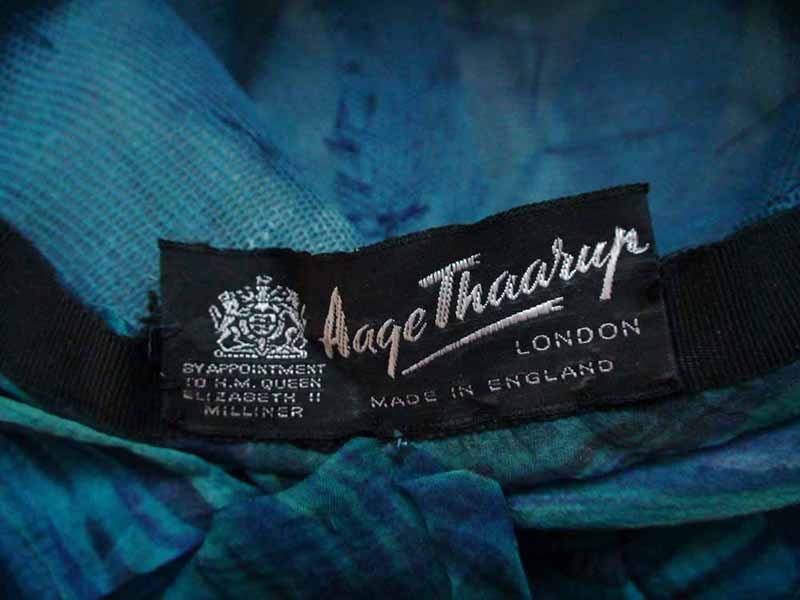 Aage Thaarup
LONDON
MADE IN ENGLAND
BY APPOINTMENT
TO H.M. QUEEN
ELIZABETH II
MILLINER